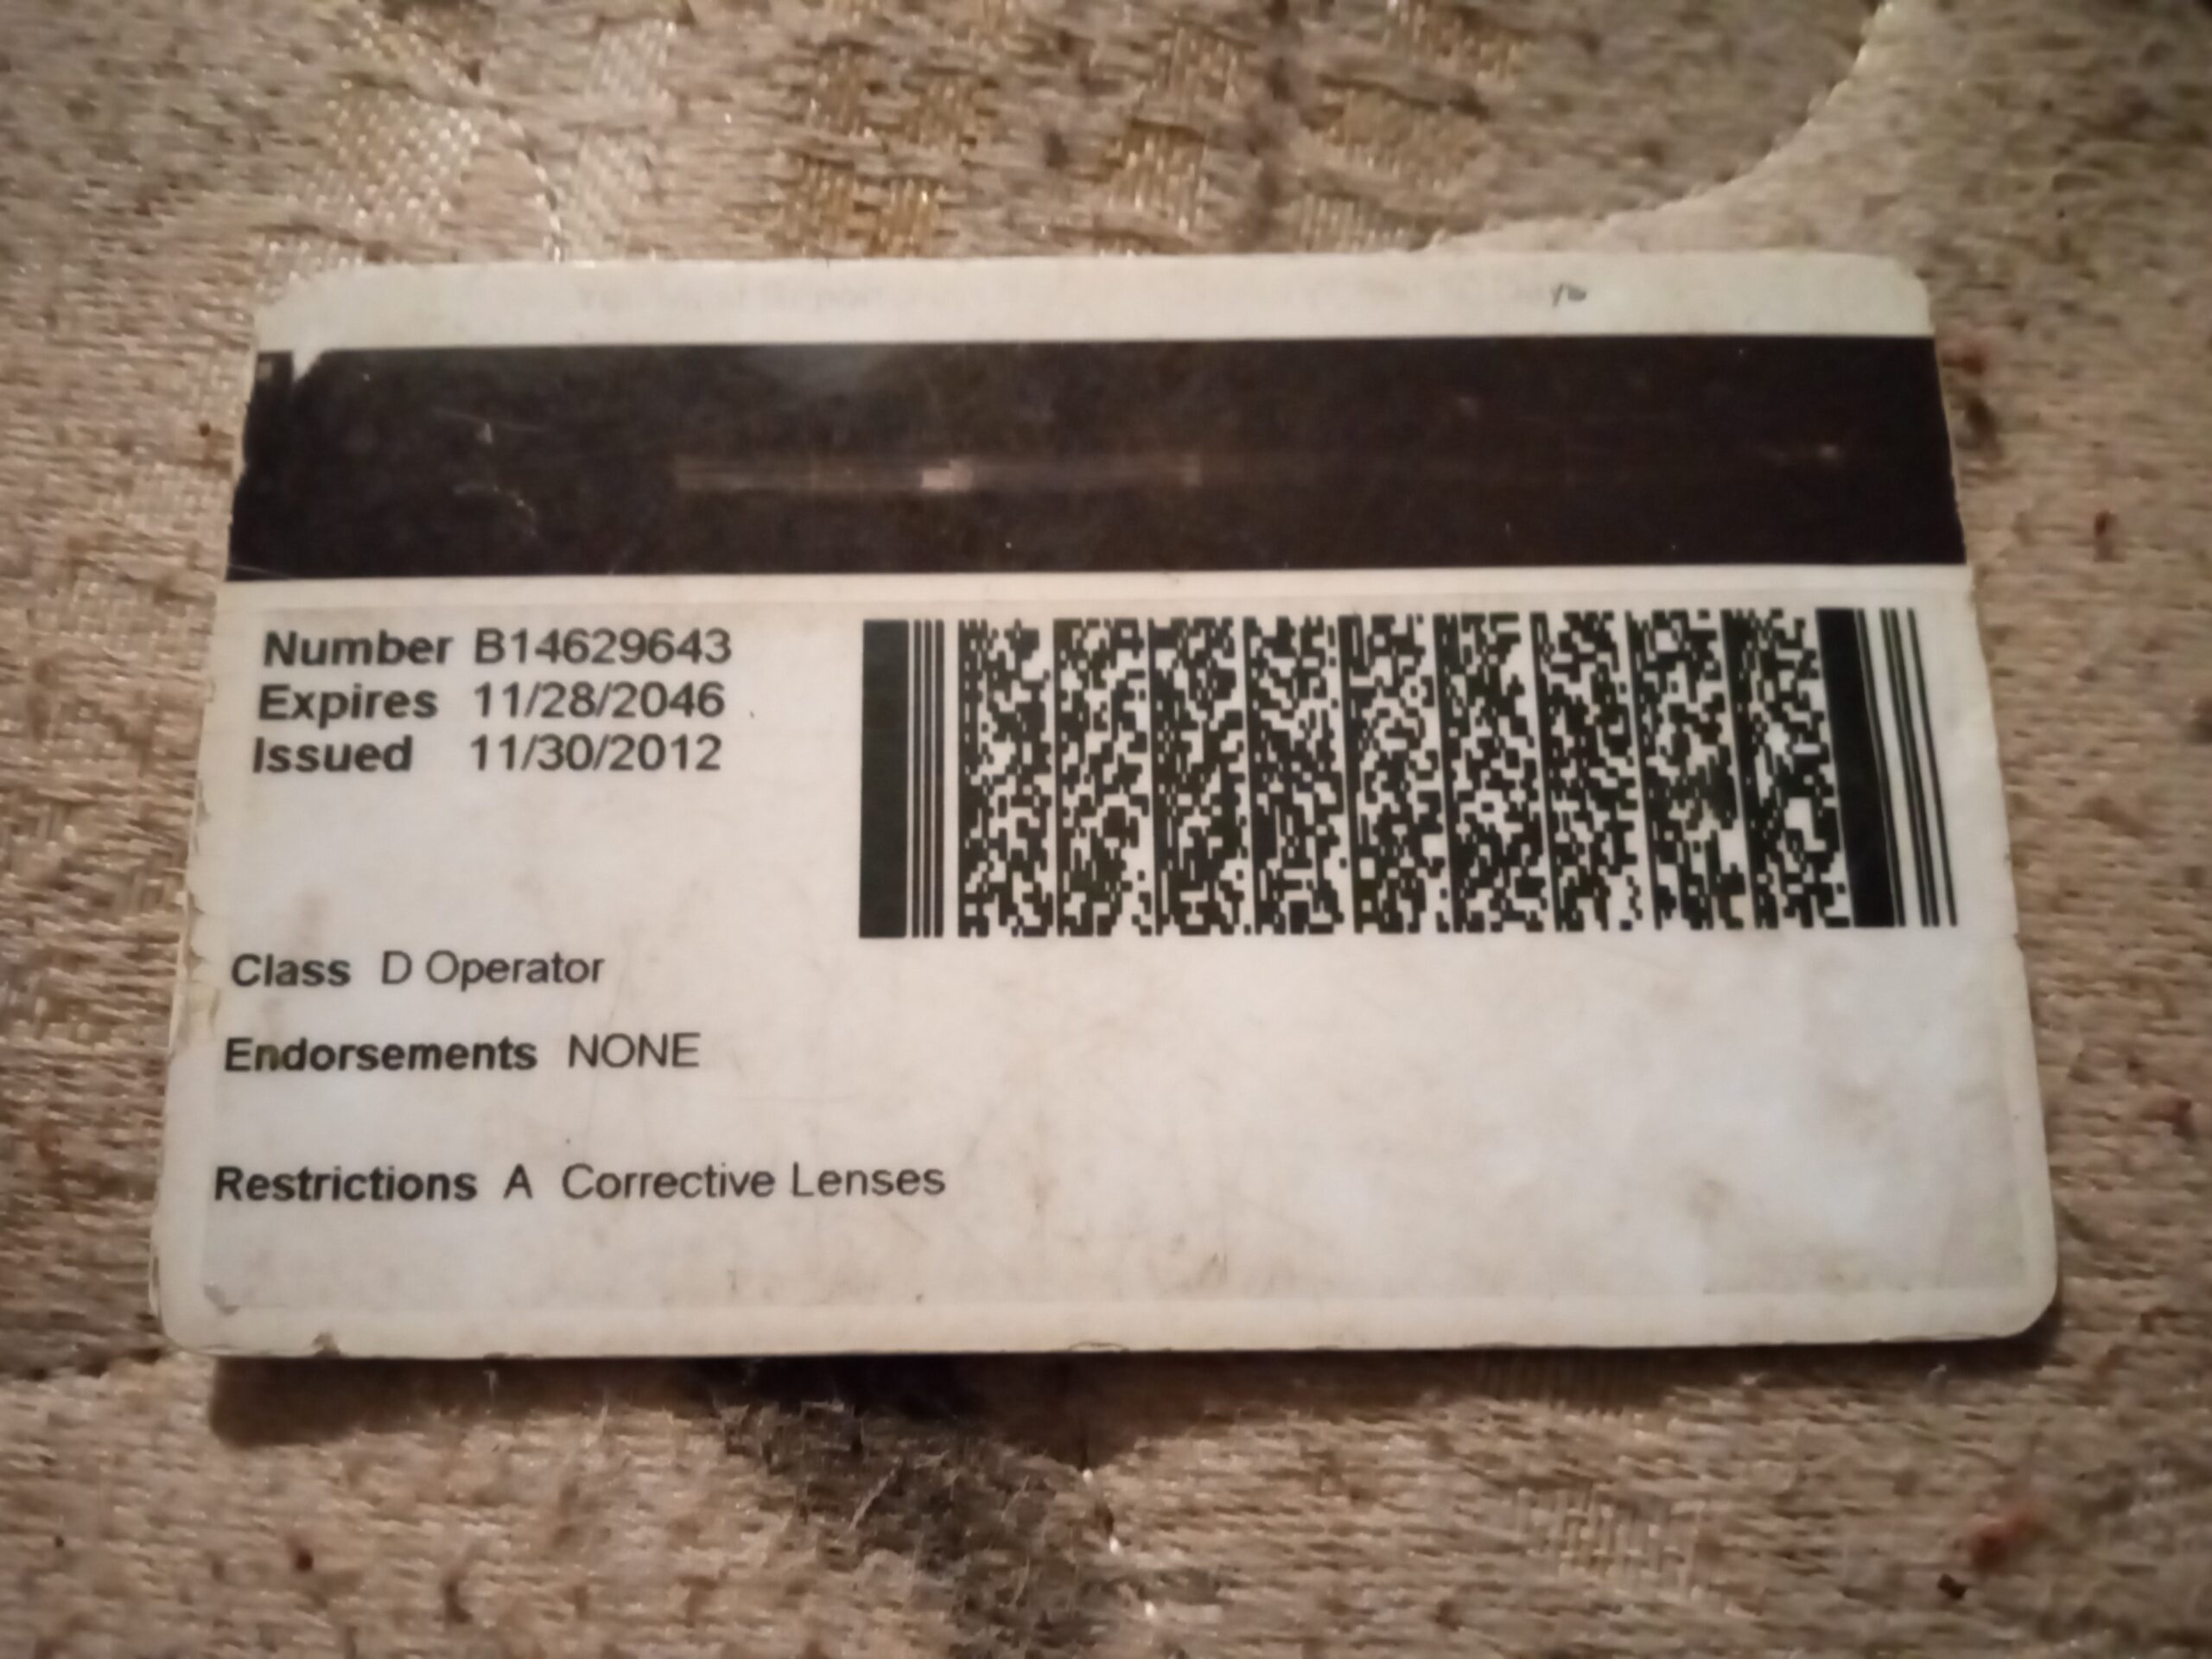 Number B14629643
Expires 11/28/2046
Issued 11/30/2012
Class D Operator
Endorsements NONE
Restrictions A Corrective Lenses